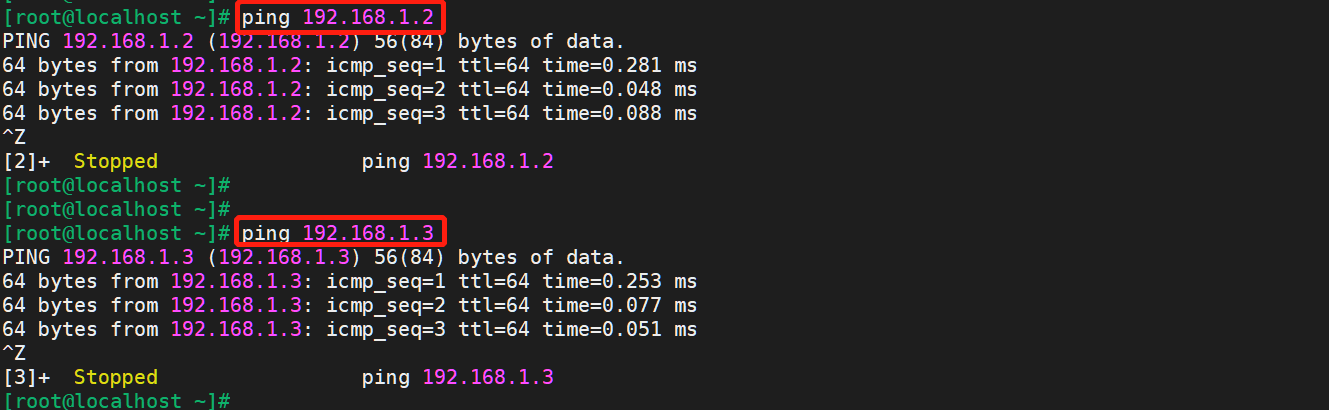 [root@localhost ~]# ping 192.168.1.2
PING 192.168.1.2 (192.168.1.2) 56(84) bytes of data.
64 bytes from 192.168.1.2: icmp_seq=1 ttl=64 time=0.281 ms
64 bytes from 192.168.1.2: icmp_seq=2 ttl=64 time=0.048 ms
64 bytes from 192.168.1.2: icmp_seq=3 ttl=64 time=0.088 ms
^Z
[2]+  Stopped                 ping 192.168.1.2
[root@localhost ~]#
[root@localhost ~]#
[root@localhost ~]# ping 192.168.1.3
PING 192.168.1.3 (192.168.1.3) 56(84) bytes of data.
64 bytes from 192.168.1.3: icmp_seq=1 ttl=64 time=0.253 ms
64 bytes from 192.168.1.3: icmp_seq=2 ttl=64 time=0.077 ms
64 bytes from 192.168.1.3: icmp_seq=3 ttl=64 time=0.051 ms
^Z
[3]+  Stopped                 ping 192.168.1.3
[root@localhost ~]#